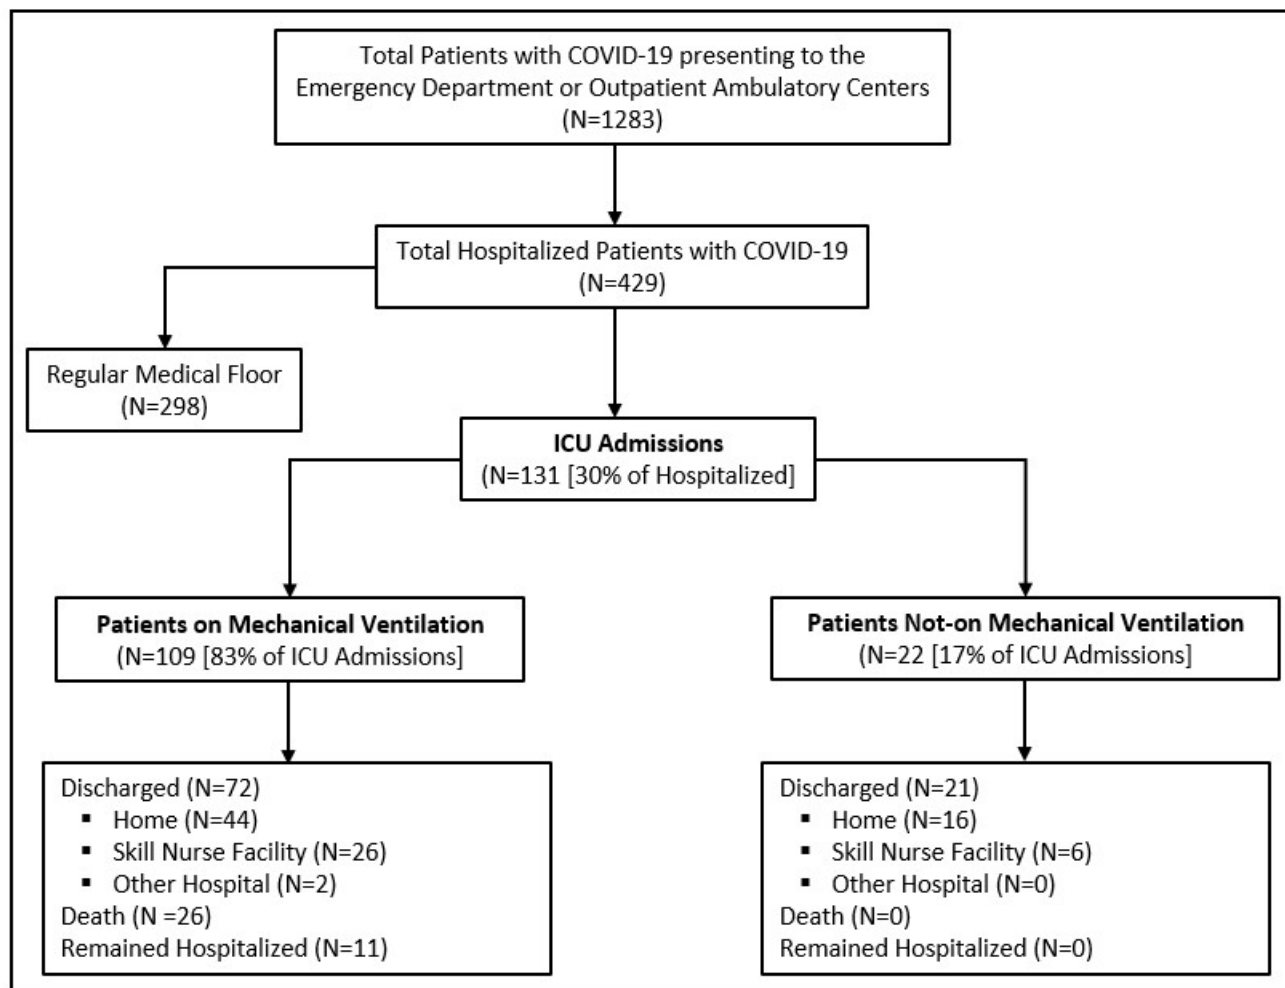 Total Patients with COVID-19 presenting to the
Emergency Department or Outpatient Ambulatory Centers
(N=1283)
Total Hospitalized Patients with COVID-19
(N=429)
Regular Medical Floor
(N=298)
ICU Admissions
(N=131 [30% of Hospitalized]
Patients on Mechanical Ventilation
(N=109 [83% of ICU Admissions]
Patients Not-on Mechanical Ventilation
(N=22 [17% of ICU Admissions]
Discharged (N=72)
▪ Home (N=44)
▪ Skill Nurse Facility (N=26)
▪ Other Hospital (N=2)
Death (N =26)
Remained Hospitalized (N=11)
Discharged (N=21)
▪ Home (N=16)
▪ Skill Nurse Facility (N=6)
▪ Other Hospital (N=0)
Death (N=0)
Remained Hospitalized (N=0)